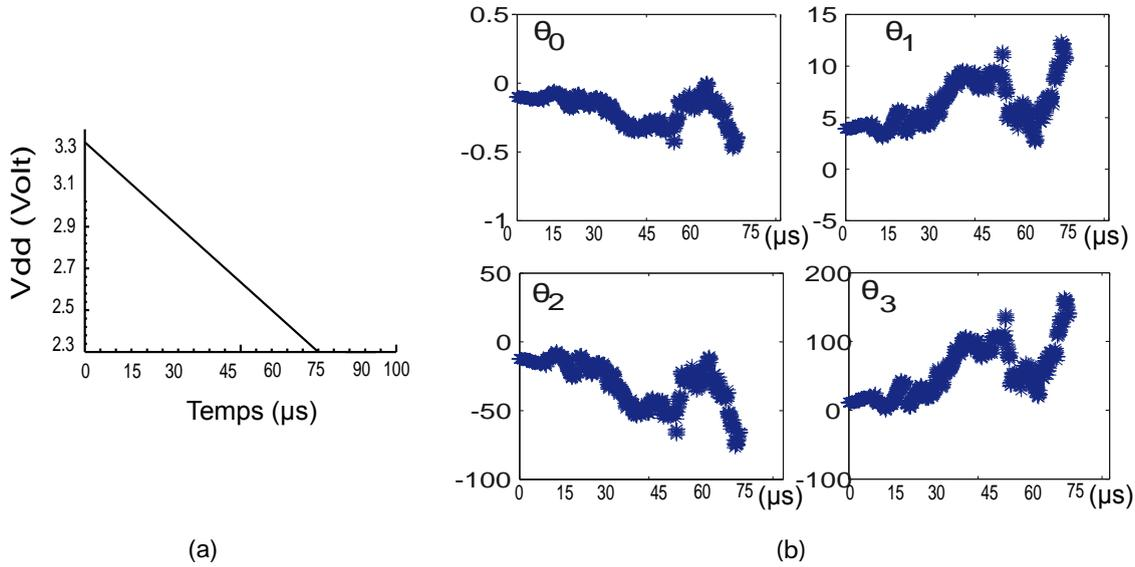 Vdd (Volt)
3.3
3.1
2.9
2.7
2.5
2.3
0 15 30 45 60 75 90 100
Temps (µs)
(a)
θ0
0.5
0
-0.5
-1
0 15 30 45 60 75 (µs)
θ1
15
10
5
0
-5
0 15 30 45 60 75 (µs)
θ2
50
0
-50
-100
0 15 30 45 60 75 (µs)
θ3
200
100
0
-100
0 15 30 45 60 75 (µs)
(b)